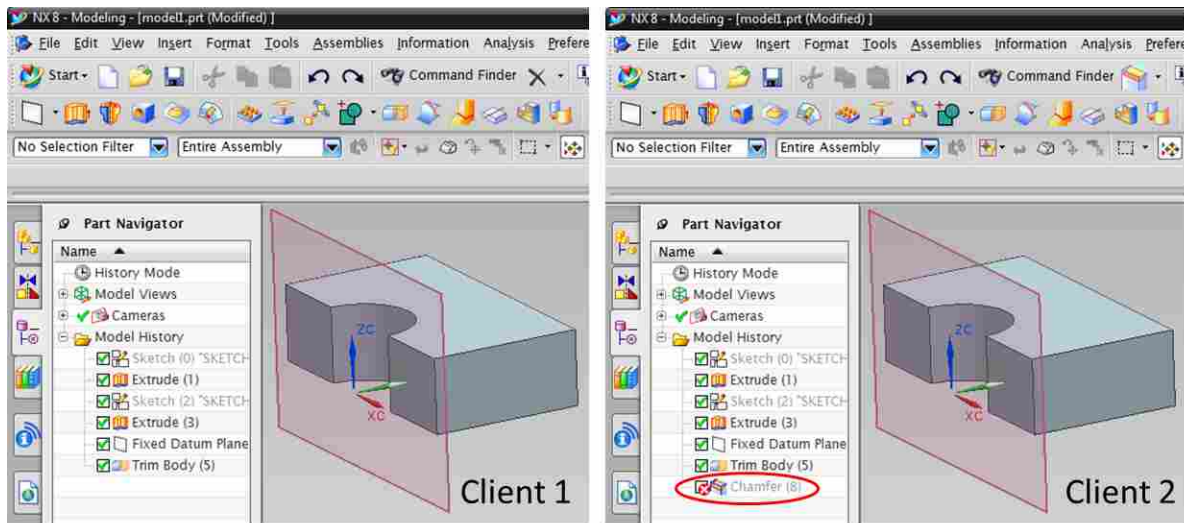 NX 8 - Modeling - [model1.prt (Modified) ]
File Edit View Insert Format Tools Assemblies Information Analysis Prefere
Start Command Finder
No Selection Filter Entire Assembly
Part Navigator
Name
History Mode
Model Views
Cameras
Model History
Sketch (0) "SKETCH
Extrude (1)
Sketch (2) "SKETCH
Extrude (3)
Fixed Datum Plane
Trim Body (5)
ZC
XC
Client 1
NX 8 - Modeling - [model1.prt (Modified) ]
File Edit View Insert Format Tools Assemblies Information Analysis Prefere
Start Command Finder
No Selection Filter Entire Assembly
Part Navigator
Name
History Mode
Model Views
Cameras
Model History
Sketch (0) "SKETCH
Extrude (1)
Sketch (2) "SKETCH
Extrude (3)
Fixed Datum Plane
Trim Body (5)
Chamfer (8)
ZC
XC
Client 2